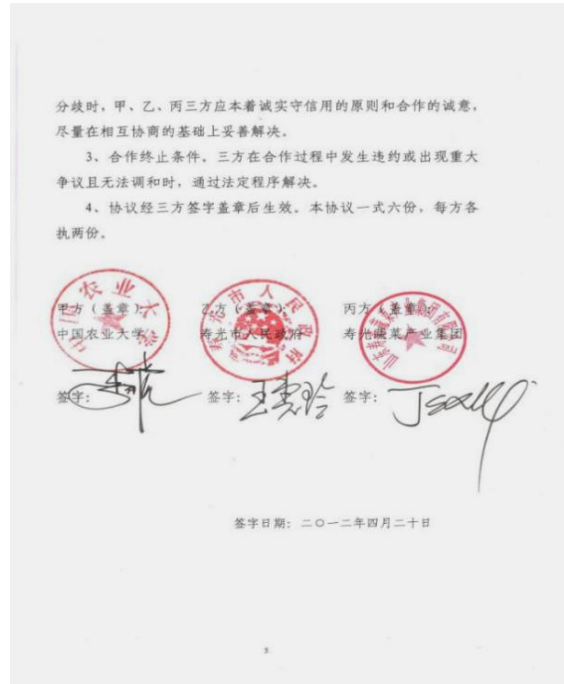 分歧时，甲、乙、丙三方应本着诚实守信用的原则和合作的诚意，
尽量在相互协商的基础上妥善解决。
3、合作终止条件，三方在合作过程中发生违约或出现重大
争议且无法调和时，通过法定程序解决。
4、协议经三方签字盖章后生效。本协议一式六份，每方各
执两份。
甲方（盖章）： 乙方（盖章）： 丙方（盖章）：
中国农业大学 寿光市人民政府 寿光蔬菜产业集团
签字： 签字： 签字：
签字日期：二〇一二年四月二十日